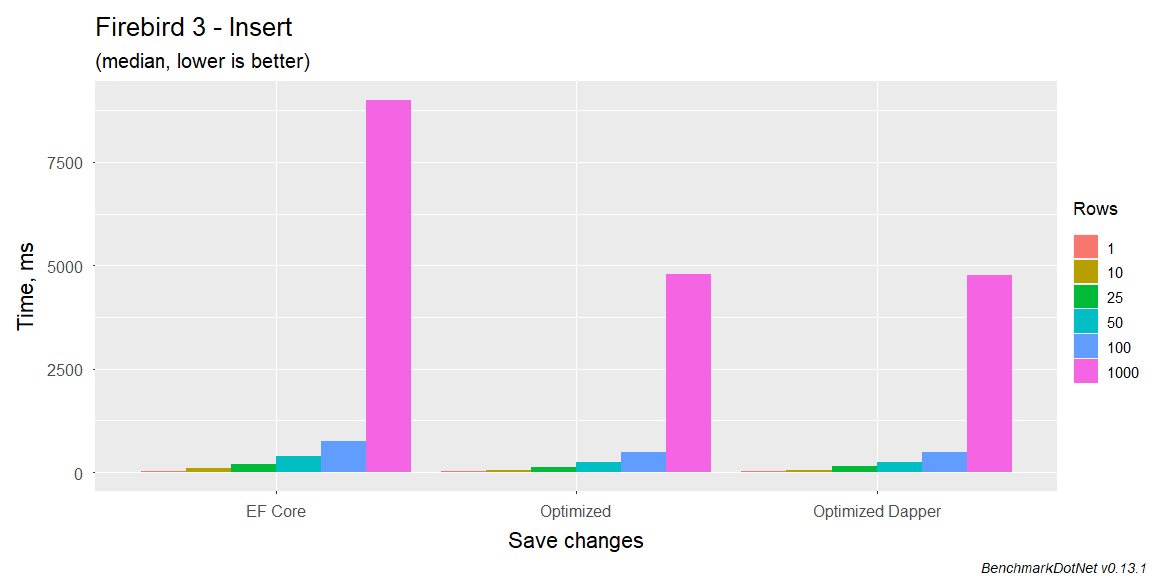 Firebird 3 - Insert
(median, lower is better)
Time, ms
7500
5000
2500
0
EF Core
Optimized
Optimized Dapper
Save changes
Rows
1
10
25
50
100
1000
BenchmarkDotNet v0.13.1